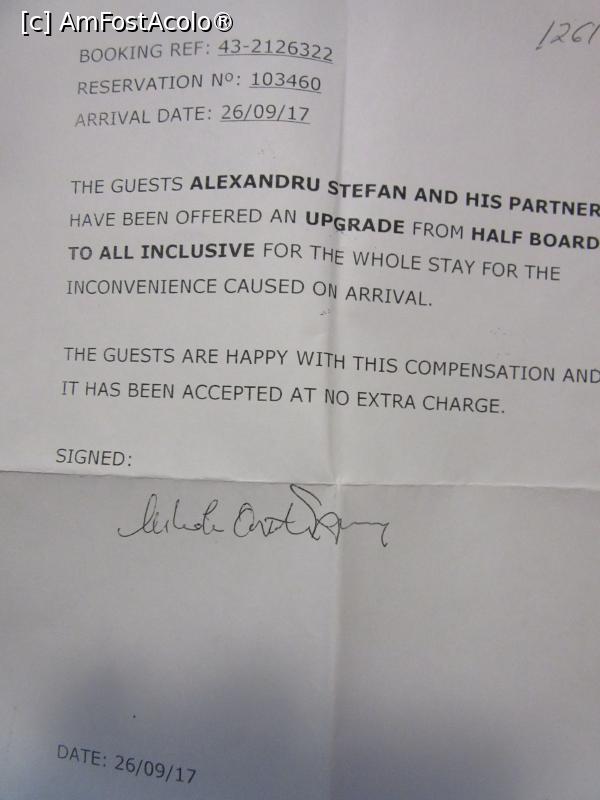 [c] AmFostAcolo®
1261
BOOKING REF: 43-2126322
RESERVATION Nº: 103460
ARRIVAL DATE: 26/09/17
THE GUESTS ALEXANDRU STEFAN AND HIS PARTNER
HAVE BEEN OFFERED AN UPGRADE FROM HALF BOARD
TO ALL INCLUSIVE FOR THE WHOLE STAY FOR THE
INCONVENIENCE CAUSED ON ARRIVAL.
THE GUESTS ARE HAPPY WITH THIS COMPENSATION AND
IT HAS BEEN ACCEPTED AT NO EXTRA CHARGE.
SIGNED:
DATE: 26/09/17